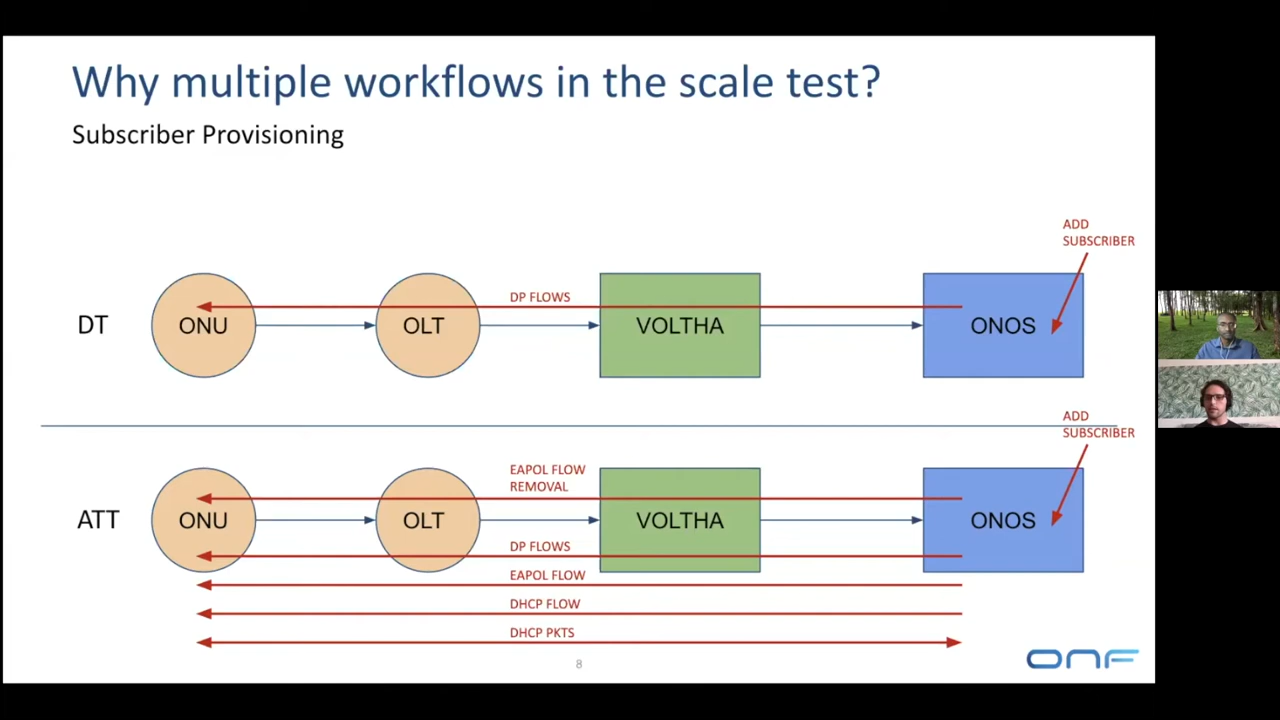 Why multiple workflows in the scale test?
Subscriber Provisioning
ADD
SUBSCRIBER
DP FLOWS
DT
ONU
OLT
VOLTHA
ONOS
ADD
SUBSCRIBER
EAPOL FLOW
REMOVAL
ATT
ONU
OLT
VOLTHA
ONOS
DP FLOWS
EAPOL FLOW
DHCP FLOW
DHCP PKTS
8
ONF